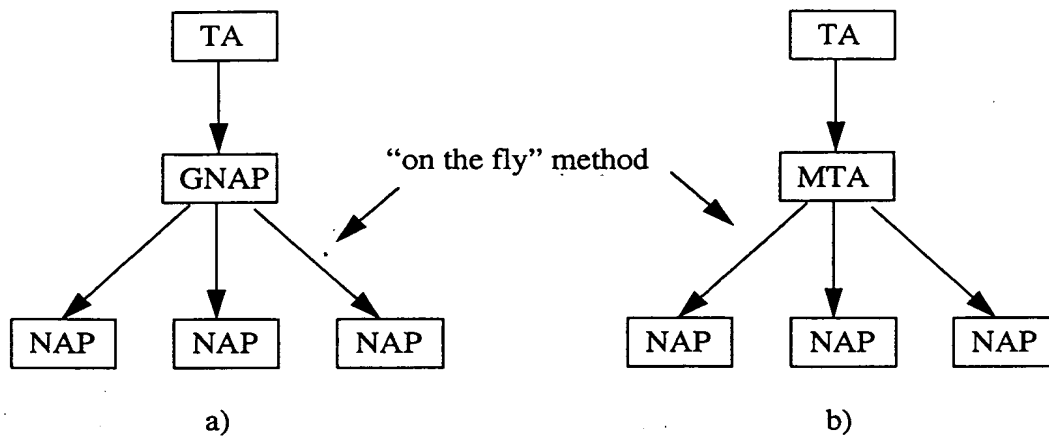 TA
TA
GNAP
“on the fly” method
MTA
NAP
NAP
NAP
NAP
NAP
NAP
a)
b)